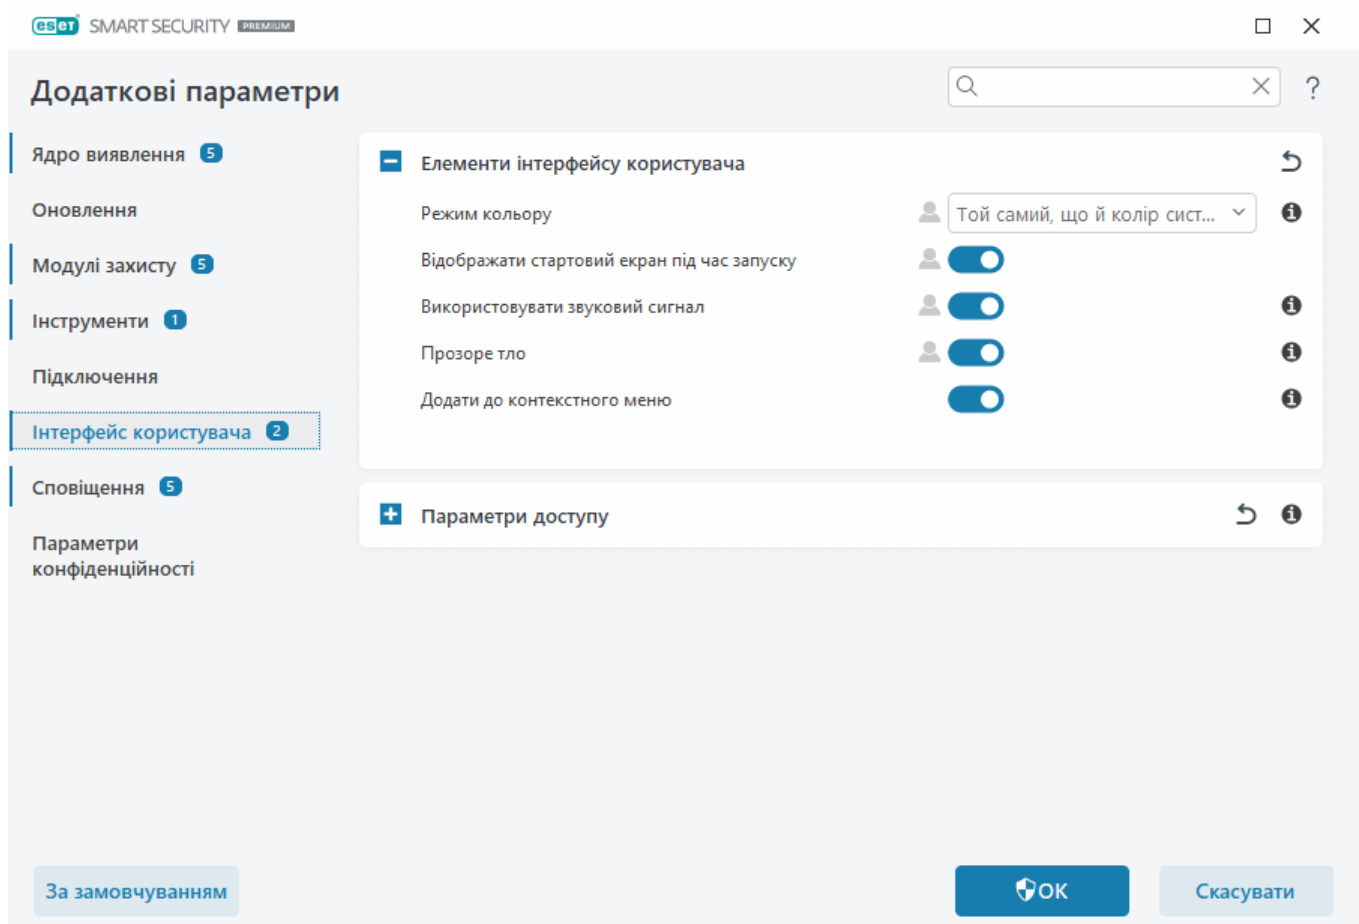 eset SMART SECURITY PREMIUM
Додаткові параметри
?
Ядро виявлення 5
Оновлення
Модулі захисту 5
Інструменти 1
Підключення
Інтерфейс користувача 2
Сповіщення 5
Параметри
конфіденційності
Елементи інтерфейсу користувача
Режим кольору Той самий, що й колір сист...
Відображати стартовий екран під час запуску
Використовувати звуковий сигнал
Прозоре тло
Додати до контекстного меню
Параметри доступу
За замовчуванням
ОК
Скасувати